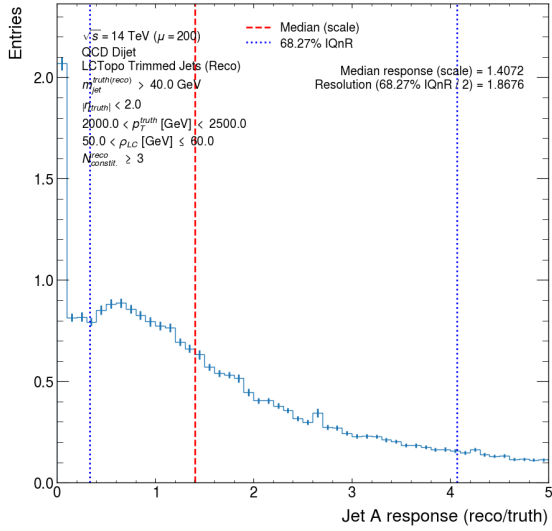 Entries
√s = 14 TeV (μ = 200)
QCD Dijet
LCTopo Trimmed Jets (Reco)
m_jet^truth(reco) > 40.0 GeV
|η_truth| < 2.0
2000.0 < p_T^truth [GeV] < 2500.0
50.0 < ρ_LC [GeV] ≤ 60.0
N_constit.^reco ≥ 3
Median (scale)
68.27% IQnR
Median response (scale) = 1.4072
Resolution (68.27% IQnR / 2) = 1.8676
2.0
1.5
1.0
0.5
0.0
0 1 2 3 4 5
Jet A response (reco/truth)